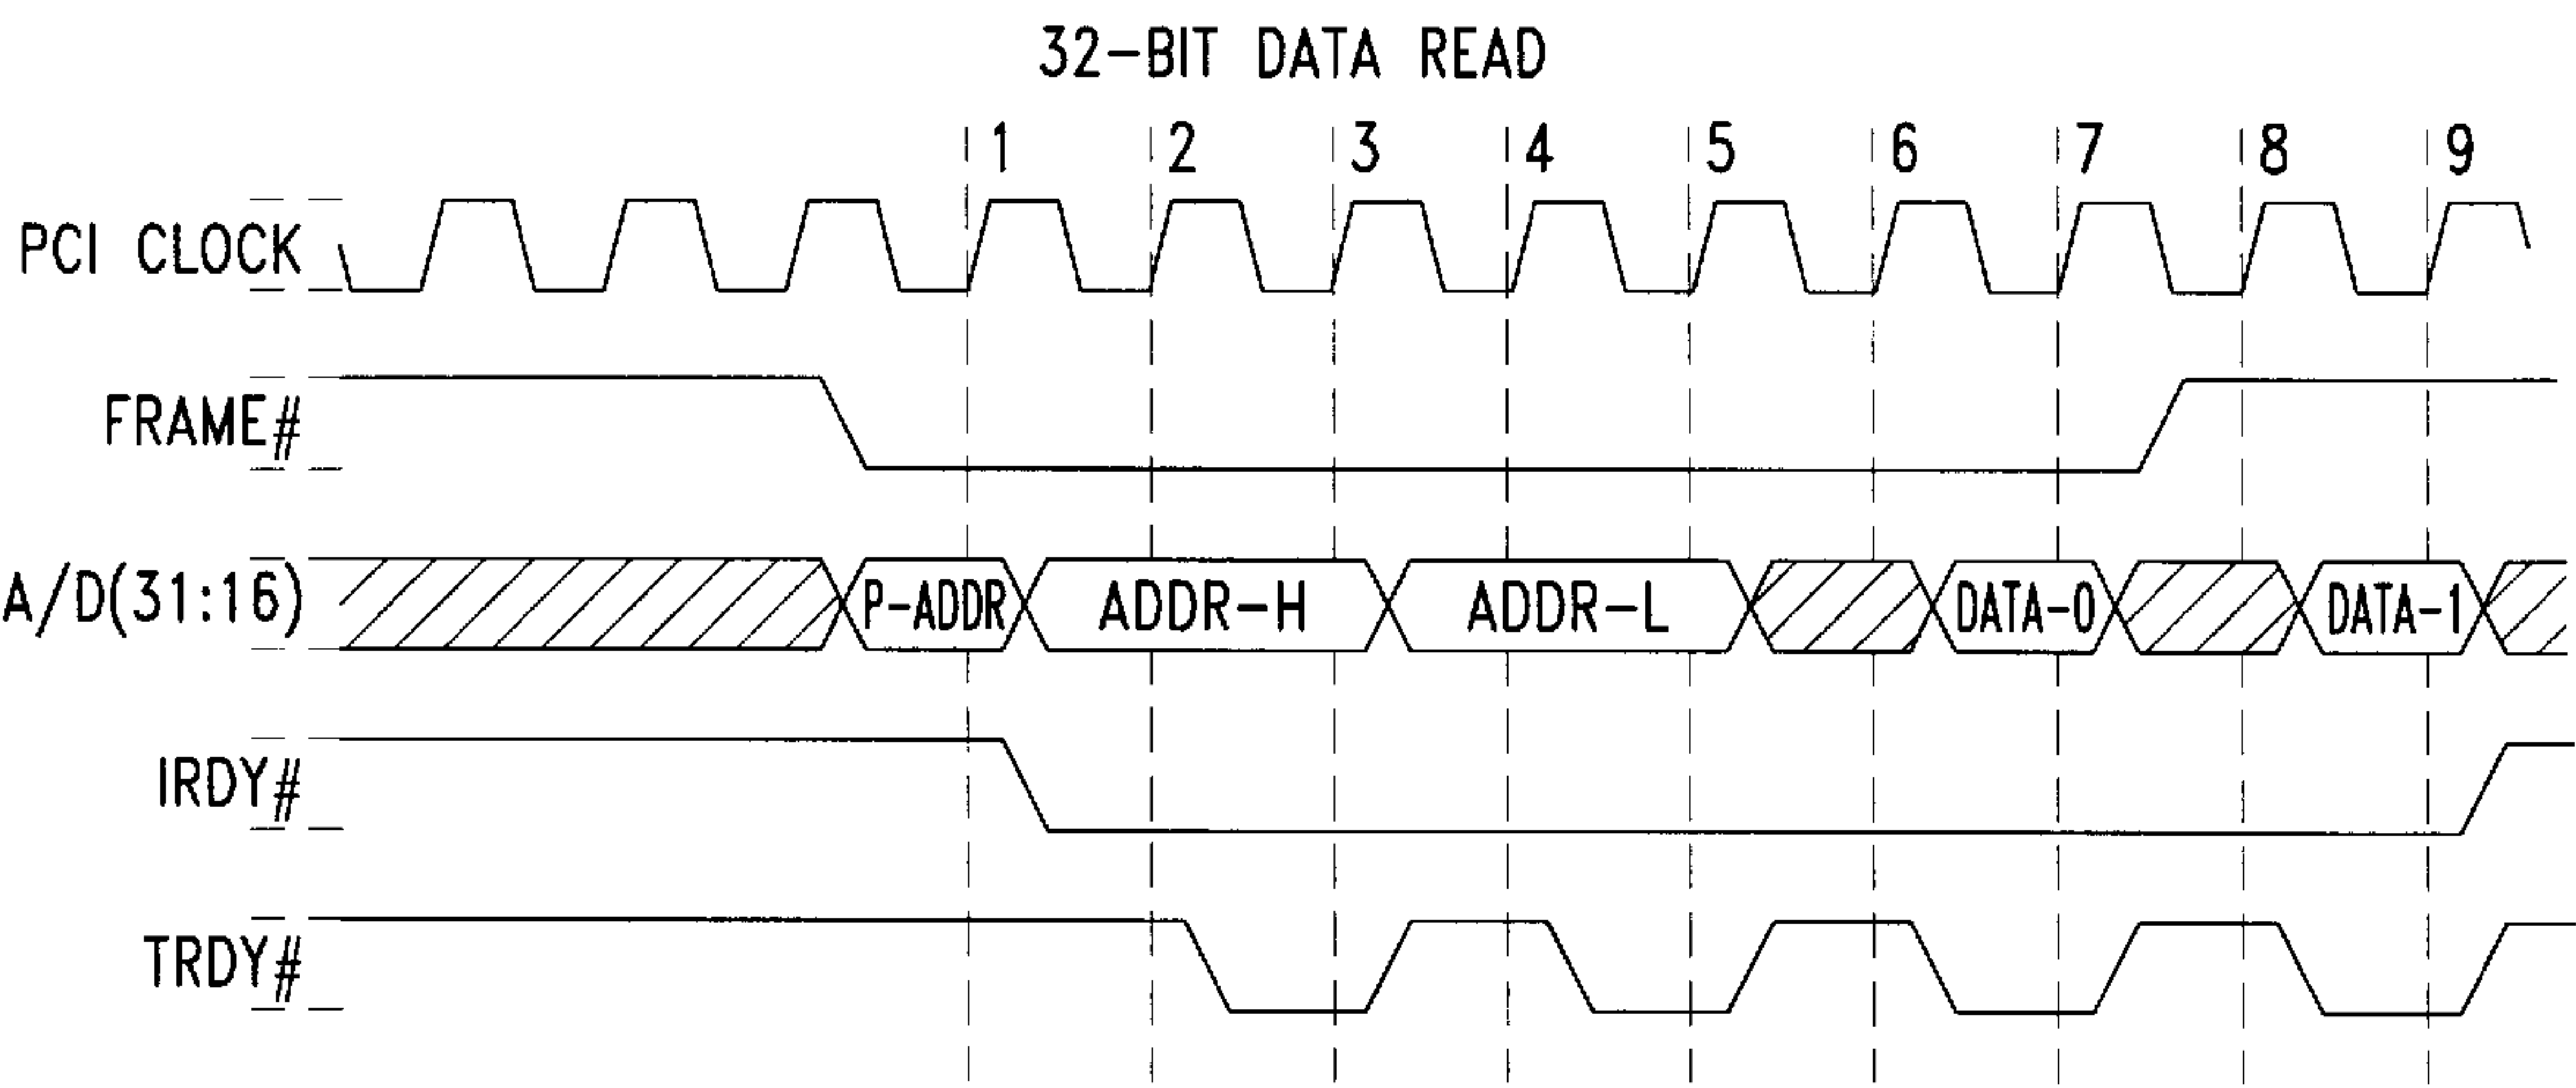 32-BIT DATA READ
1 2 3 4 5 6 7 8 9
PCI CLOCK
FRAME#
A/D(31:16) P-ADDR ADDR-H ADDR-L DATA-0 DATA-1
IRDY#
TRDY#